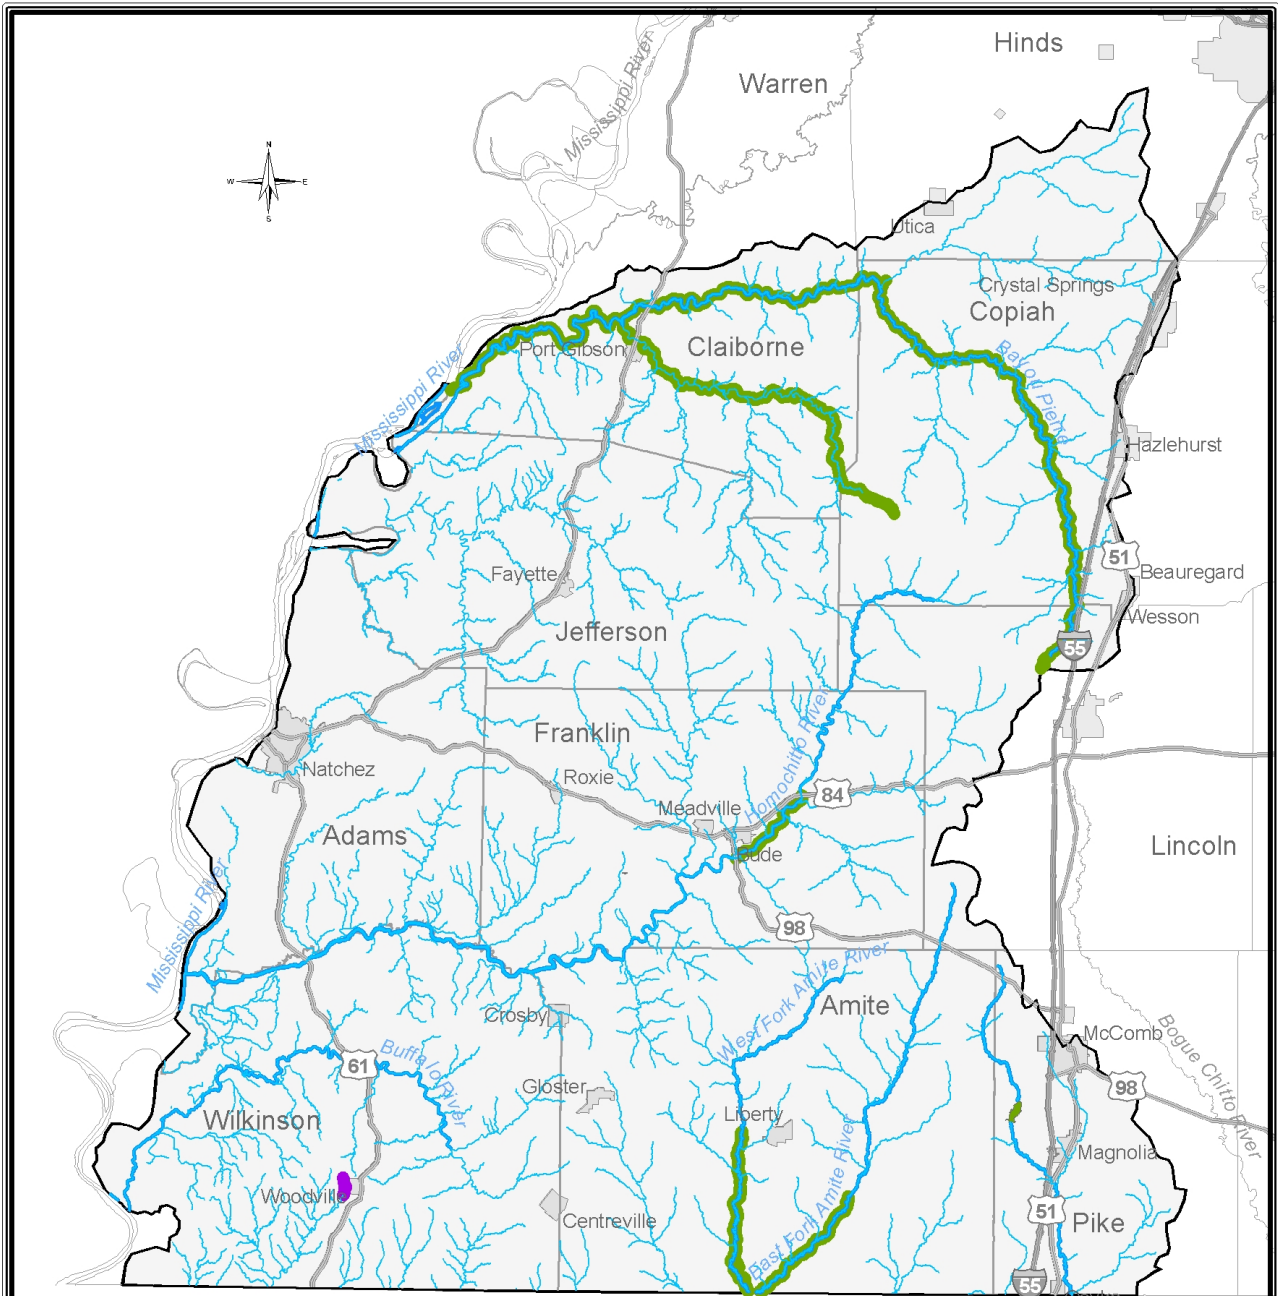 Hinds
Warren
Mississippi River
N
W E
S
Utica
Crystal Springs
Copiah
Port Gibson
Claiborne
Bayou Pierre
Mississippi River
Hazlehurst
51
Beauregard
Fayette
Wesson
Jefferson
55
Franklin
Homochitto River
Natchez
Roxie
84
Meadville
Adams
Bude
Lincoln
Mississippi River
98
West Fork Amite River
Amite
Crosby
McComb
Bogue Chitto River
61
Buffalo River
98
Gloster
Wilkinson
Liberty
East Fork Amite River
Magnolia
Woodville
Centreville
51
Pike
55